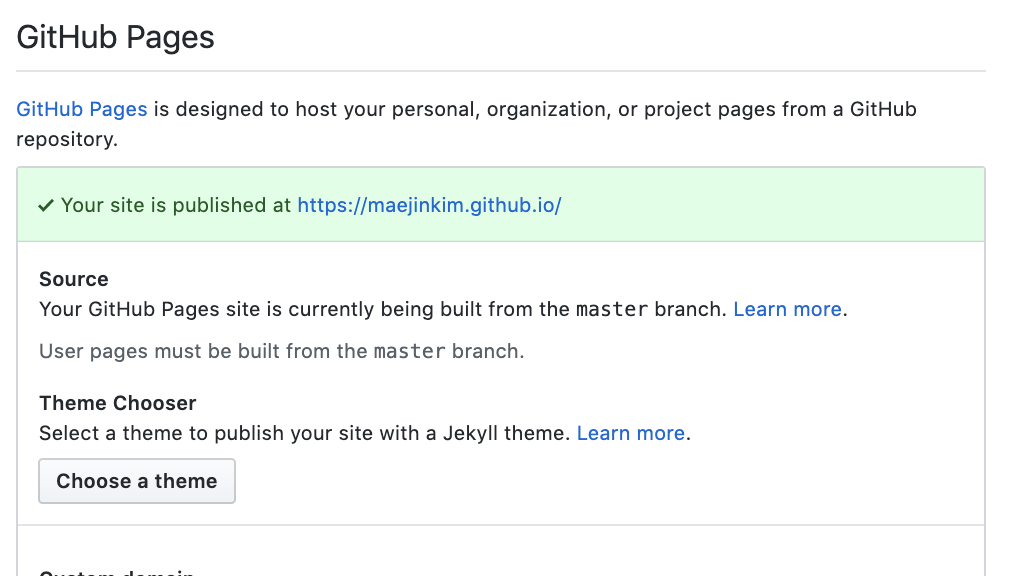 GitHub Pages
GitHub Pages is designed to host your personal, organization, or project pages from a GitHub
repository.
✓ Your site is published at https://maejinkim.github.io/
Source
Your GitHub Pages site is currently being built from the master branch. Learn more.
User pages must be built from the master branch.
Theme Chooser
Select a theme to publish your site with a Jekyll theme. Learn more.
Choose a theme
Custom domain